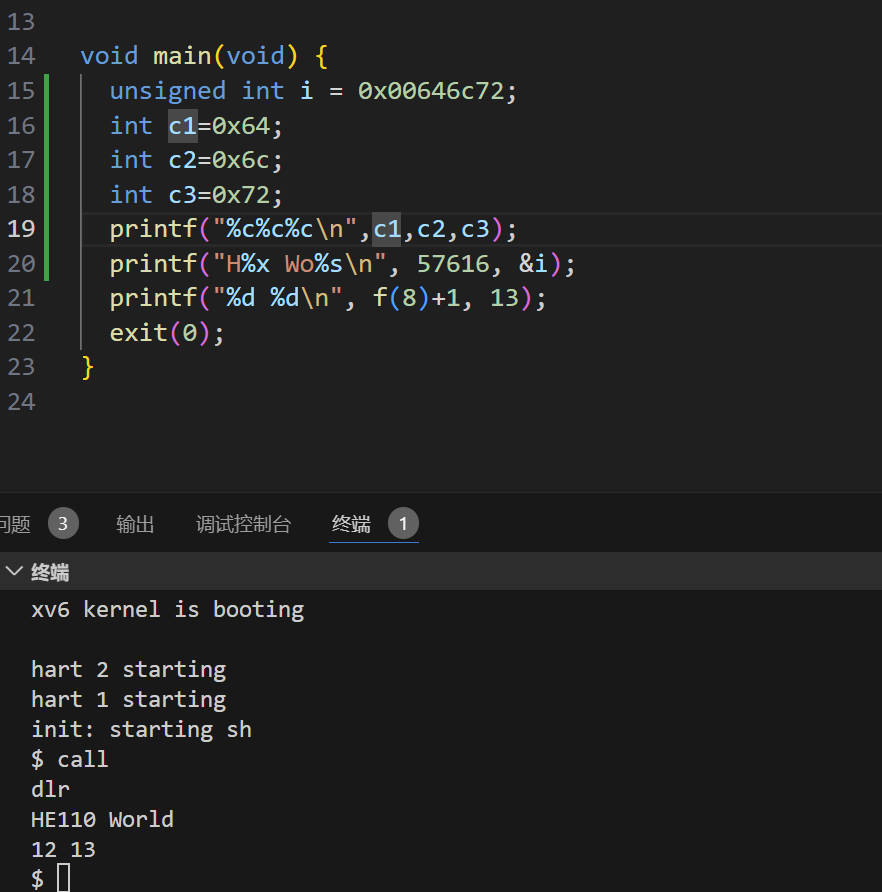 13
14 void main(void) {
15 unsigned int i = 0x00646c72;
16 int c1=0x64;
17 int c2=0x6c;
18 int c3=0x72;
19 printf("%c%c%c\n",c1,c2,c3);
20 printf("H%x Wo%s\n", 57616, &i);
21 printf("%d %d\n", f(8)+1, 13);
22 exit(0);
23 }
24
问题 3 输出 调试控制台 终端 1
终端
xv6 kernel is booting
hart 2 starting
hart 1 starting
init: starting sh
$ call
dlr
HE110 World
12 13
$